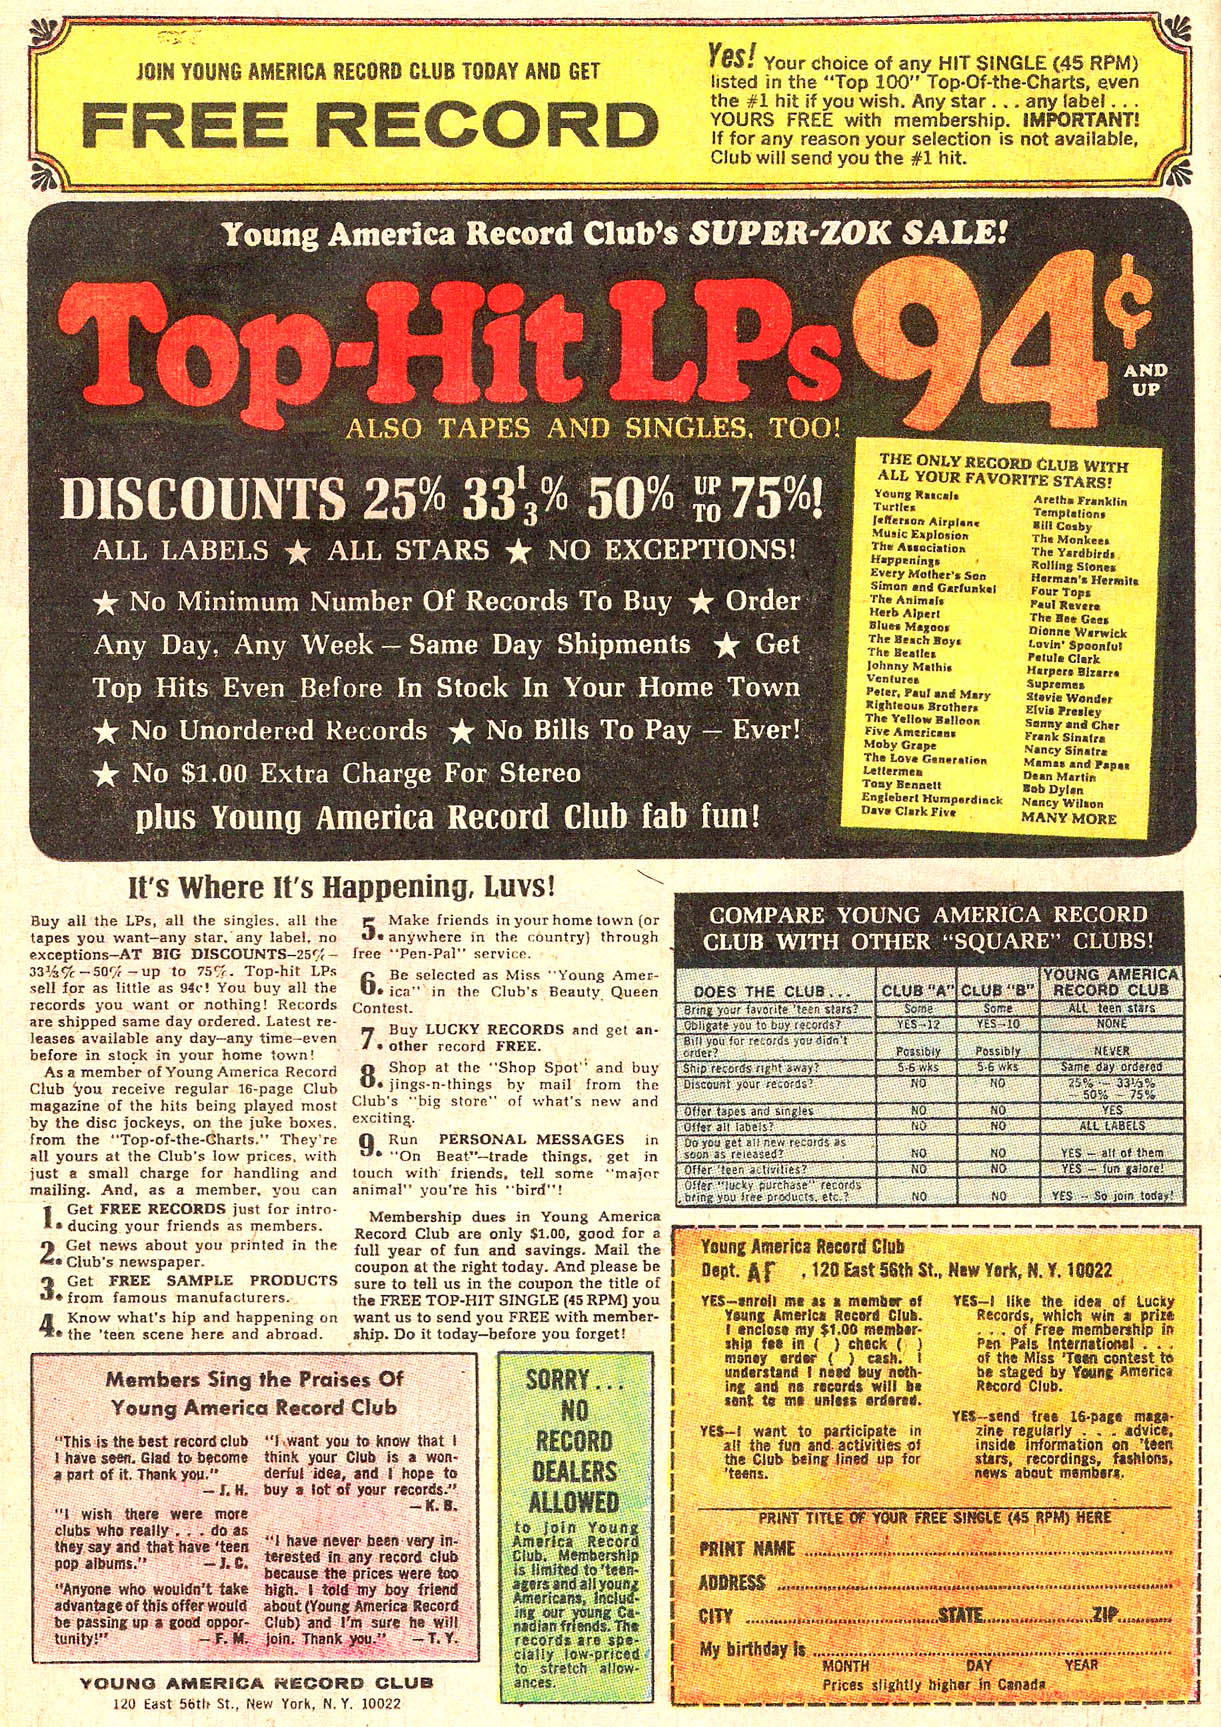 JOIN YOUNG AMERICA RECORD CLUB TODAY AND GET
FREE RECORD
Yes! Your choice of any HIT SINGLE (45 RPM)
listed in the "Top 100" Top-Of-the-Charts, even
the #1 hit if you wish. Any star . . . any label . . .
YOURS FREE with membership. IMPORTANT!
If for any reason your selection is not available,
Club will send you the #1 hit.
Young America Record Club's SUPER-ZOK SALE!
Top-Hit LPs 94¢
AND
UP
ALSO TAPES AND SINGLES, TOO!
DISCOUNTS 25% 33 1/3% 50% UP TO 75%!
ALL LABELS ★ ALL STARS ★ NO EXCEPTIONS!
★ No Minimum Number Of Records To Buy ★ Order
Any Day, Any Week — Same Day Shipments ★ Get
Top Hits Even Before In Stock In Your Home Town
★ No Unordered Records ★ No Bills To Pay — Ever!
★ No $1.00 Extra Charge For Stereo
plus Young America Record Club fab fun!
THE ONLY RECORD CLUB WITH
ALL YOUR FAVORITE STARS!
Young Rascals
Turtles
Jefferson Airplane
Music Explosion
The Association
Happenings
Every Mother's Son
Simon and Garfunkel
The Animals
Herb Alpert
Blues Magoos
The Beach Boys
The Beatles
Johnny Mathis
Ventures
Peter, Paul and Mary
Righteous Brothers
The Yellow Balloon
Five Americans
Moby Grape
The Love Generation
Lettermen
Tony Bennett
Englebert Humperdinck
Dave Clark Five
Aretha Franklin
Temptations
Bill Cosby
The Monkees
The Yardbirds
Rolling Stones
Herman's Hermits
Four Tops
Paul Revere
The Bee Gees
Dionne Warwick
Lovin' Spoonful
Petula Clark
Harpers Bizarre
Supremes
Stevie Wonder
Elvis Presley
Sonny and Cher
Frank Sinatra
Nancy Sinatra
Mamas and Papas
Dean Martin
Bob Dylan
Nancy Wilson
MANY MORE
It's Where It's Happening, Luvs!
Buy all the LPs, all the singles, all the
tapes you want—any star, any label, no
exceptions—AT BIG DISCOUNTS—25%—
33⅓%—50%—up to 75%. Top-hit LPs
sell for as little as 94c! You buy all the
records you want or nothing! Records
are shipped same day ordered. Latest re-
leases available any day—any time—even
before in stock in your home town!
As a member of Young America Record
Club you receive regular 16-page Club
magazine of the hits being played most
by the disc jockeys, on the juke boxes,
from the "Top-of-the-Charts." They're
all yours at the Club's low prices, with
just a small charge for handling and
mailing. And, as a member, you can
1. Get FREE RECORDS just for intro-
ducing your friends as members.
2. Get news about you printed in the
Club's newspaper.
3. Get FREE SAMPLE PRODUCTS
from famous manufacturers.
4. Know what's hip and happening on
the 'teen scene here and abroad.
5. Make friends in your home town (or
anywhere in the country) through
free "Pen-Pal" service.
6. Be selected as Miss "Young Amer-
ica" in the Club's Beauty Queen
Contest.
7. Buy LUCKY RECORDS and get an-
other record FREE.
8. Shop at the "Shop Spot" and buy
jings-n-things by mail from the
Club's "big store" of what's new and
exciting.
9. Run PERSONAL MESSAGES in
"On Beat"—trade things, get in
touch with friends, tell some "major
animal" you're his "bird"!
Membership dues in Young America
Record Club are only $1.00, good for a
full year of fun and savings. Mail the
coupon at the right today. And please be
sure to tell us in the coupon the title of
the FREE TOP-HIT SINGLE (45 RPM) you
want us to send you FREE with member-
ship. Do it today—before you forget!
COMPARE YOUNG AMERICA RECORD
CLUB WITH OTHER "SQUARE" CLUBS!
DOES THE CLUB... CLUB "A" CLUB "B" YOUNG AMERICA RECORD CLUB
Bring your favorite 'teen stars? Some Some ALL teen stars
Obligate you to buy records? YES-12 YES-10 NONE
Bill you for records you didn't
order? Possibly Possibly NEVER
Ship records right away? 5-6 wks 5-6 wks Same day ordered
Discount your records? NO NO 25% — 33⅓%
— 50% — 75%
Offer tapes and singles NO NO YES
Offer all labels? NO NO ALL LABELS
Do you get all new records as
soon as released? NO NO YES — all of them
Offer 'teen activities? NO NO YES — fun galore!
Offer "lucky purchase" records
bring you free products, etc.? NO NO YES — So join today!
Young America Record Club
Dept. AF , 120 East 56th St., New York, N. Y. 10022
YES—enroll me as a member of
Young America Record Club.
I enclose my $1.00 member-
ship fee in ( ) check ( )
money order ( ) cash. I
understand I need buy noth-
ing and no records will be
sent to me unless ordered.
YES—I want to participate in
all the fun and activities of
the Club being lined up for
'teens.
YES—I like the idea of Lucky
Records, which win a prize
. . . of Free membership in
Pen Pals International . . .
of the Miss 'Teen contest to
be staged by Young America
Record Club.
YES—send free 16-page maga-
zine regularly . . . advice,
inside information on 'teen
stars, recordings, fashions,
news about members.
PRINT TITLE OF YOUR FREE SINGLE (45 RPM) HERE
PRINT NAME
ADDRESS
CITY STATE ZIP
My birthday is
MONTH DAY YEAR
Prices slightly higher in Canada
Members Sing the Praises Of
Young America Record Club
"This is the best record club
I have seen. Glad to become
a part of it. Thank you."
— J. H.
"I wish there were more
clubs who really . . . do as
they say and that have 'teen
pop albums." — J. C.
"Anyone who wouldn't take
advantage of this offer would
be passing up a good oppor-
tunity!" — F. M.
"I want you to know that I
think your Club is a won-
derful idea, and I hope to
buy a lot of your records."
— K. B.
"I have never been very in-
terested in any record club
because the prices were too
high. I told my boy friend
about (Young America Record
Club) and I'm sure he will
join. Thank you." — T. Y.
YOUNG AMERICA RECORD CLUB
120 East 56th St., New York, N. Y. 10022
SORRY...
NO
RECORD
DEALERS
ALLOWED
to join Young
America Record
Club. Membership
is limited to 'teen-
agers and all young
Americans, includ-
ing our young Ca-
nadian friends. The
records are spe-
cially low-priced
to stretch allow-
ances.